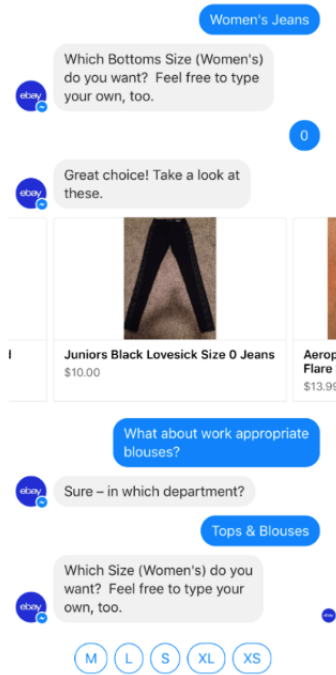 Women's Jeans
Which Bottoms Size (Women's)
do you want? Feel free to type
your own, too.
ebay
0
Great choice! Take a look at
these.
ebay
d
Juniors Black Lovesick Size 0 Jeans
$10.00
Aerop
Flare
$13.99
What about work appropriate
blouses?
Sure – in which department?
ebay
Tops & Blouses
Which Size (Women's) do you
want? Feel free to type your
own, too.
ebay
ebay
M
L
S
XL
XS